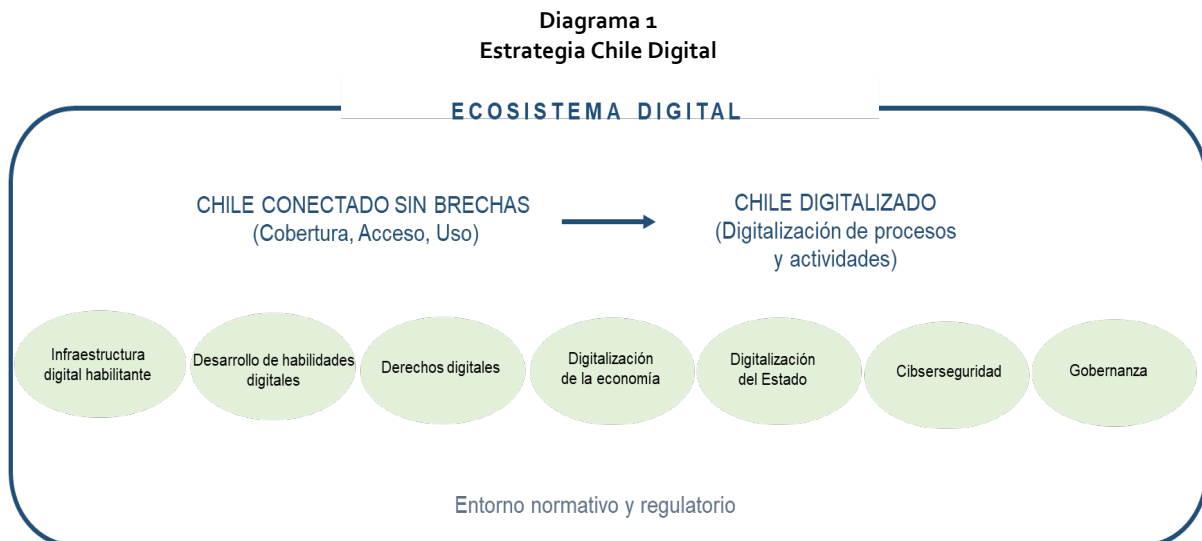 Diagrama 1
Estrategia Chile Digital
ECOSISTEMA DIGITAL
CHILE CONECTADO SIN BRECHAS
(Cobertura, Acceso, Uso)
CHILE DIGITALIZADO
(Digitalización de procesos
y actividades)
Infraestructura
digital habilitante
Desarrollo de habilidades
digitales
Derechos digitales
Digitalización
de la economía
Digitalización
del Estado
Cibserseguridad
Gobernanza
Entorno normativo y regulatorio